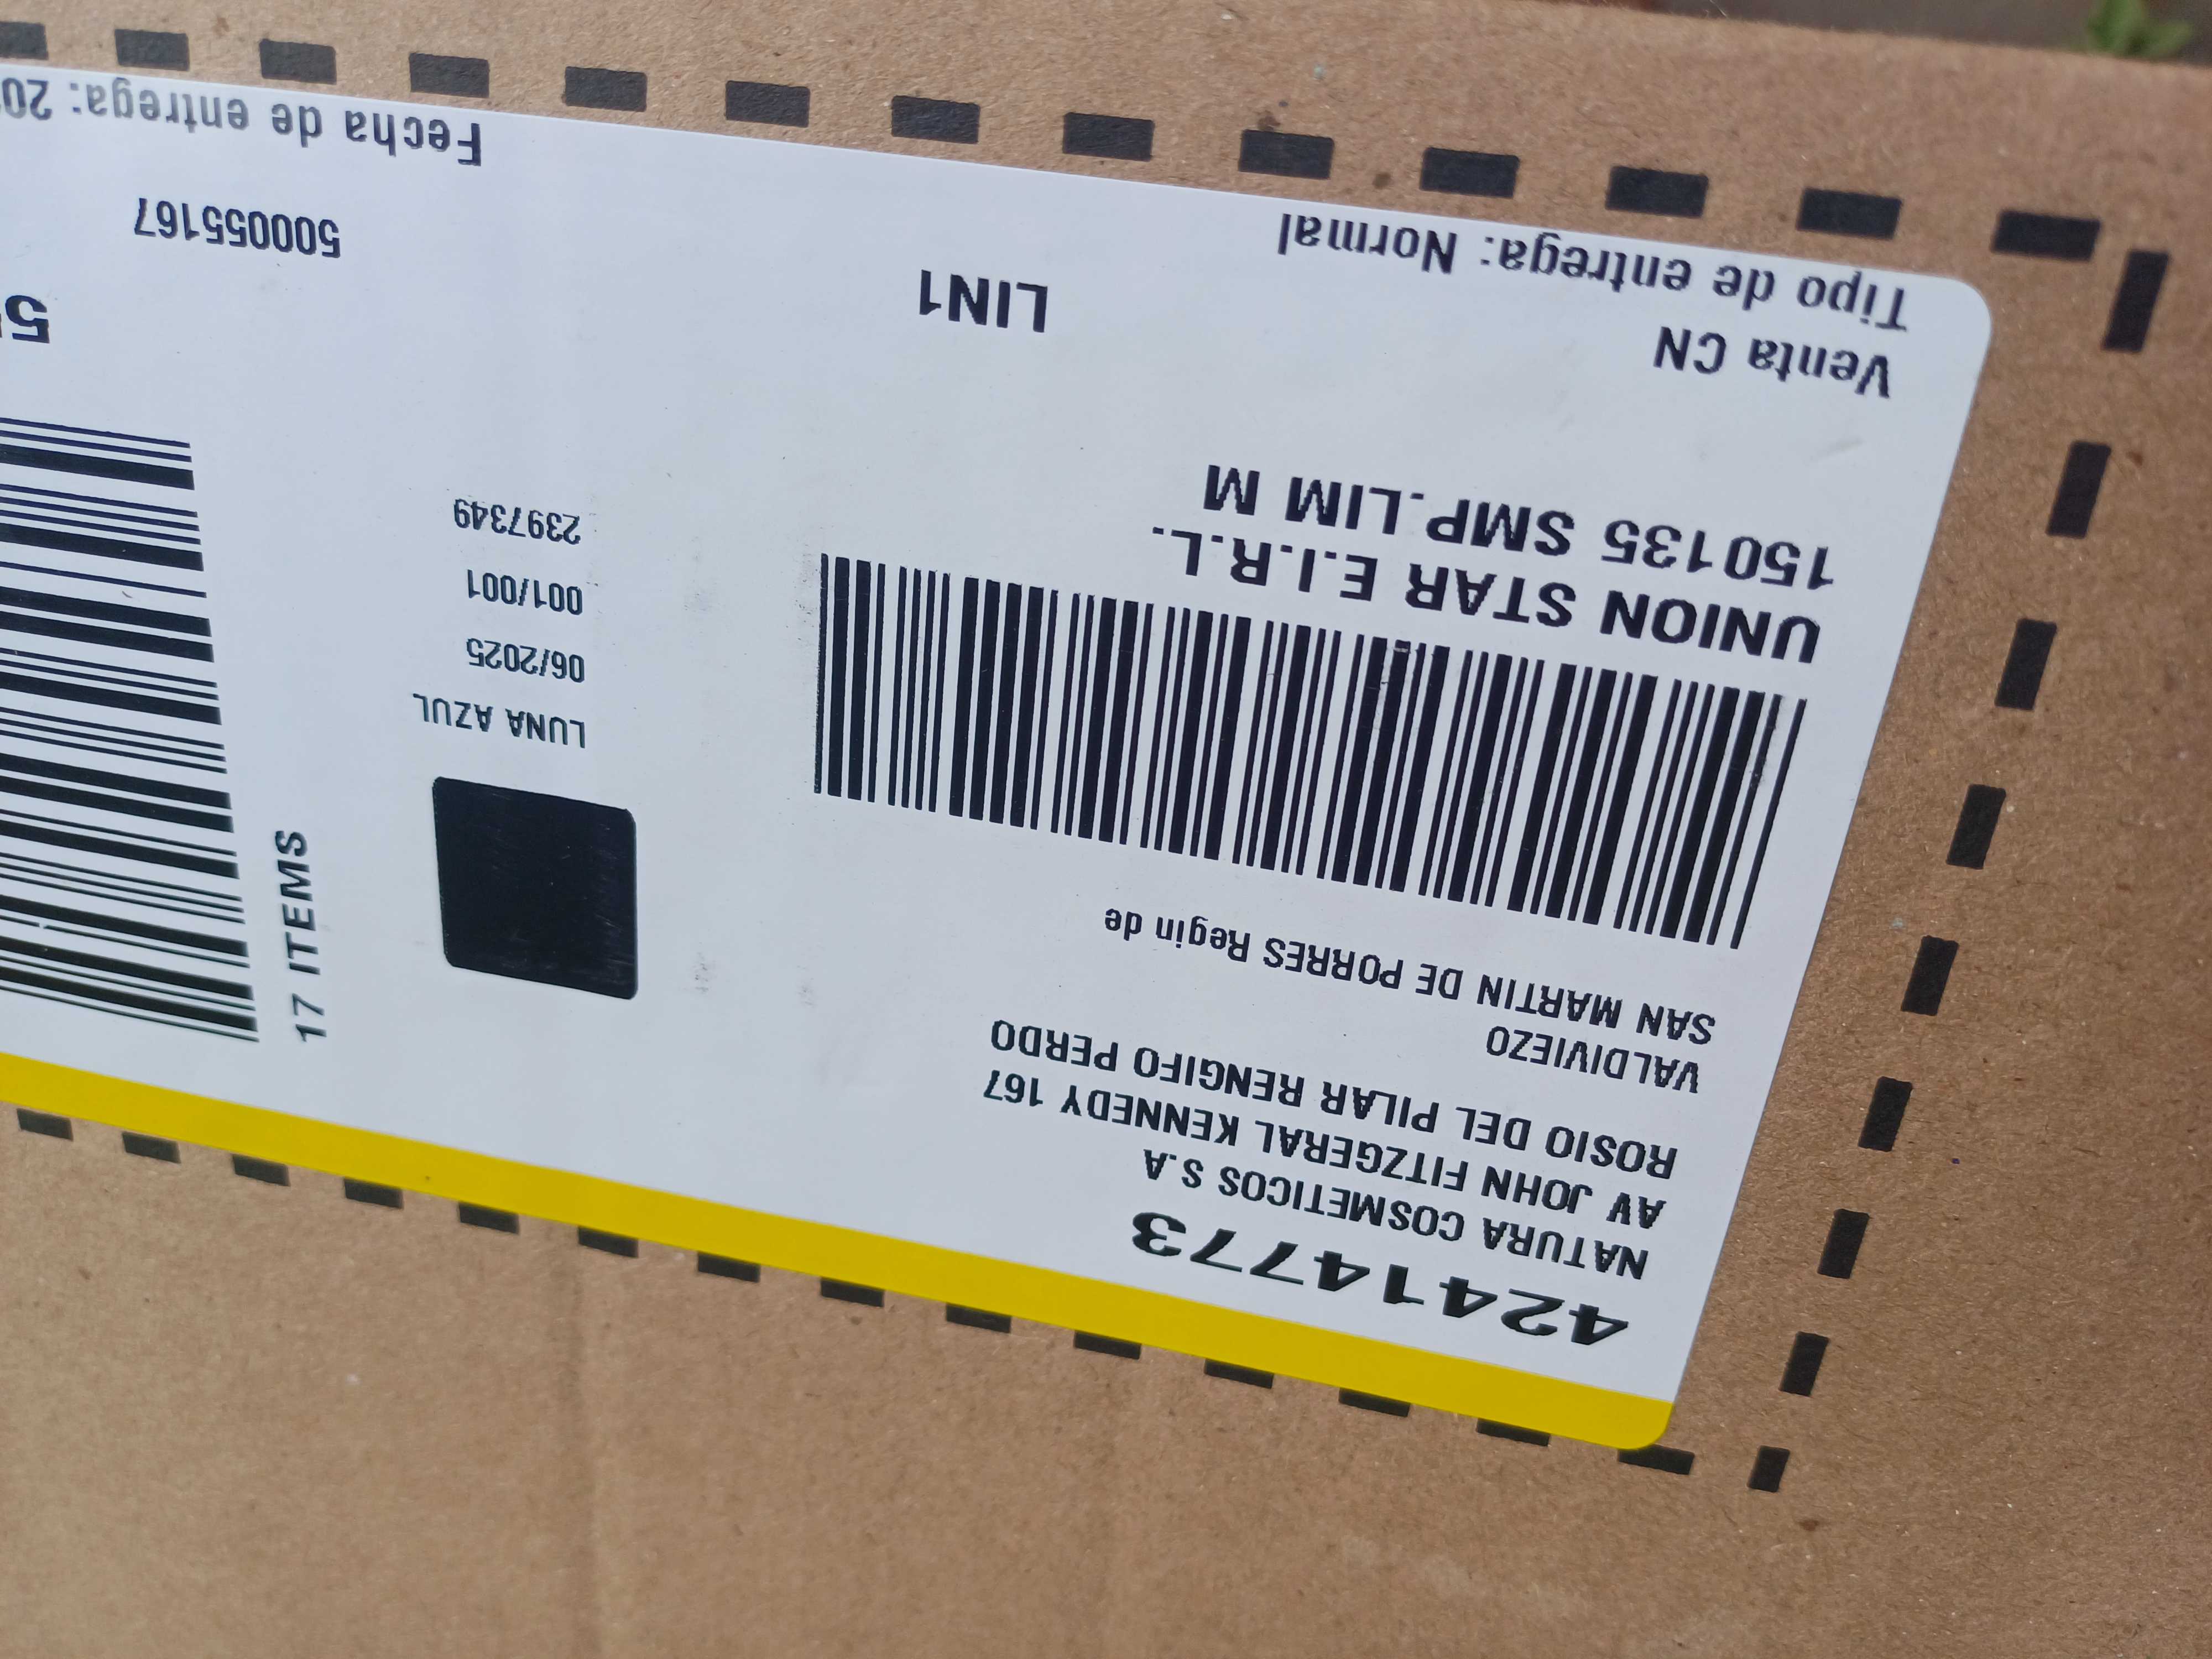 42414773
NATURA COSMETICOS S.A
AV JOHN FITZGERAL KENNEDY 167
ROSIO DEL PILAR RENGIFO PERDO
VALDIVIEZO
SAN MARTIN DE PORRES Regin de
UNION STAR E.I.R.L.
150135 SMP.LIM M
Venta CN
Tipo de entrega: Normal
LIN1
LUNA AZUL
06/2025
001/001
2397349
17 ITEMS
500055167
Fecha de entrega: 20